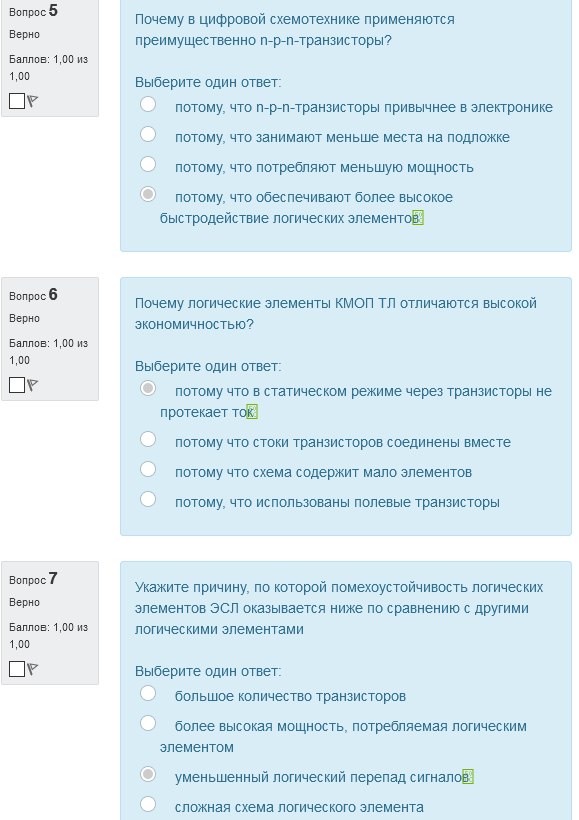 Вопрос 5
Верно
Баллов: 1,00 из
1,00
Почему в цифровой схемотехнике применяются
преимущественно n-p-n-транзисторы?
Выберите один ответ:
потому, что n-p-n-транзисторы привычнее в электронике
потому, что занимают меньше места на подложке
потому, что потребляют меньшую мощность
потому, что обеспечивают более высокое
быстродействие логических элементов
Вопрос 6
Верно
Баллов: 1,00 из
1,00
Почему логические элементы КМОП ТЛ отличаются высокой
экономичностью?
Выберите один ответ:
потому что в статическом режиме через транзисторы не
протекает ток
потому что стоки транзисторов соединены вместе
потому что схема содержит мало элементов
потому, что использованы полевые транзисторы
Вопрос 7
Верно
Баллов: 1,00 из
1,00
Укажите причину, по которой помехоустойчивость логических
элементов ЭСЛ оказывается ниже по сравнению с другими
логическими элементами
Выберите один ответ:
большое количество транзисторов
более высокая мощность, потребляемая логическим
элементом
уменьшенный логический перепад сигналов
сложная схема логического элемента